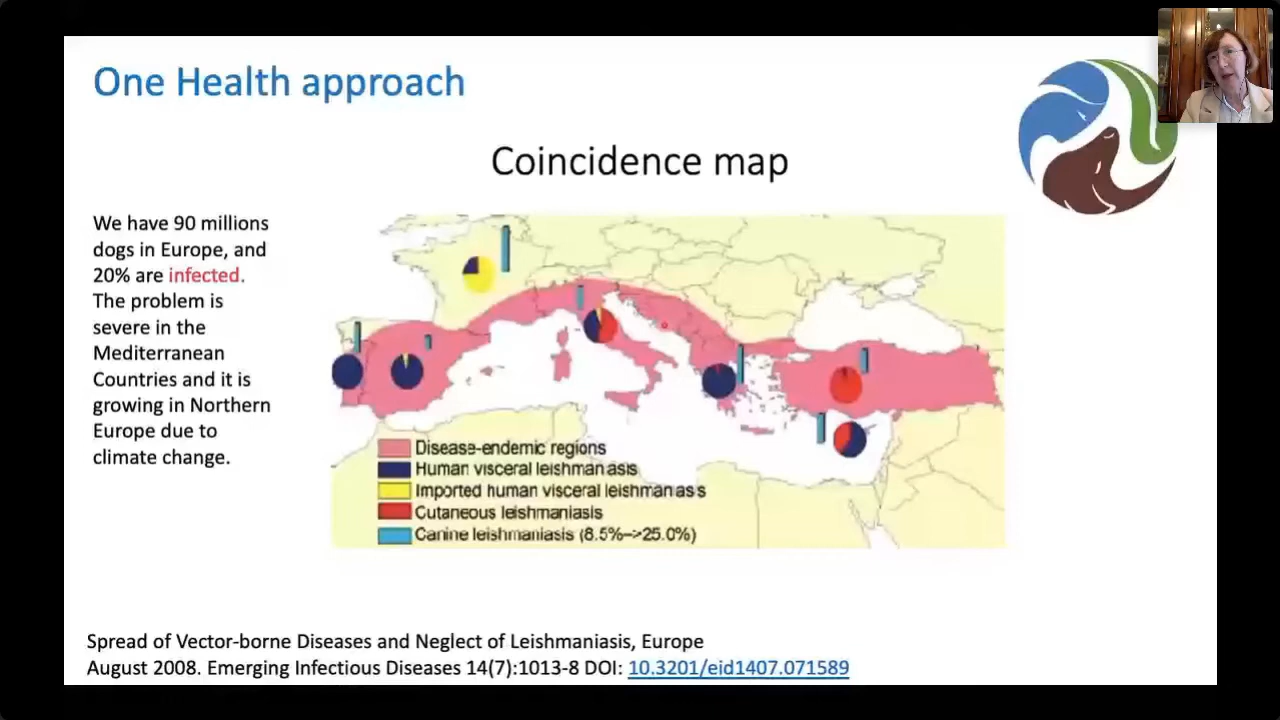 One Health approach
Coincidence map
We have 90 millions
dogs in Europe, and
20% are infected.
The problem is
severe in the
Mediterranean
Countries and it is
growing in Northern
Europe due to
climate change.
Disease-endemic regions
Human visceral leishmaniasis
Imported human visceral leishmaniasis
Cutaneous leishmaniasis
Canine leishmaniasis (8.5%–>25.0%)
Spread of Vector-borne Diseases and Neglect of Leishmaniasis, Europe
August 2008. Emerging Infectious Diseases 14(7):1013-8 DOI: 10.3201/eid1407.071589